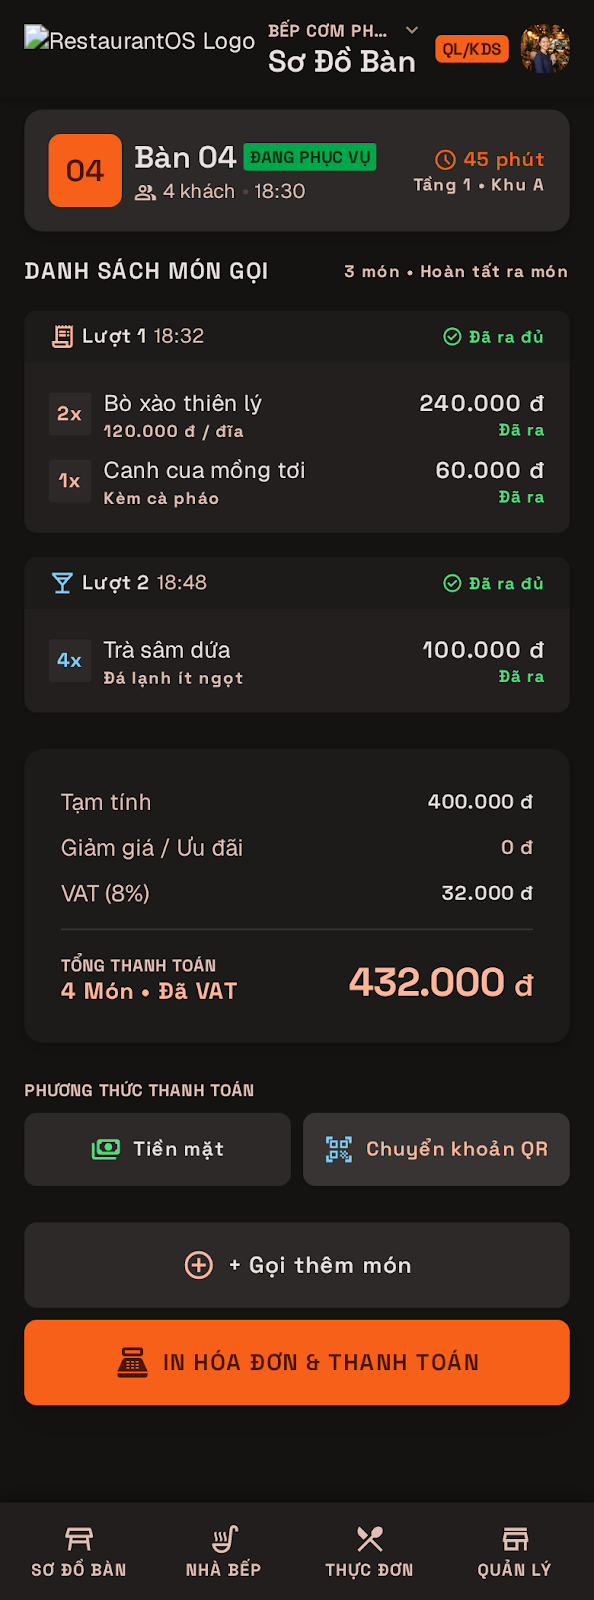 RestaurantOS Logo
BẾP CƠM PH...
Sơ Đồ Bàn
QL/KDS
04
Bàn 04
ĐANG PHỤC VỤ
4 khách • 18:30
45 phút
Tầng 1 • Khu A
DANH SÁCH MÓN GỌI
3 món • Hoàn tất ra món
Lượt 1 18:32
Đã ra đủ
2x
Bò xào thiên lý
240.000 đ
120.000 đ / đĩa
Đã ra
1x
Canh cua mồng tơi
60.000 đ
Kèm cà pháo
Đã ra
Lượt 2 18:48
Đã ra đủ
4x
Trà sâm dứa
100.000 đ
Đá lạnh ít ngọt
Đã ra
Tạm tính
400.000 đ
Giảm giá / Ưu đãi
0 đ
VAT (8%)
32.000 đ
TỔNG THANH TOÁN
4 Món • Đã VAT
432.000 đ
PHƯƠNG THỨC THANH TOÁN
Tiền mặt
Chuyển khoản QR
+ Gọi thêm món
IN HÓA ĐƠN & THANH TOÁN
SƠ ĐỒ BÀN
NHÀ BẾP
THỰC ĐƠN
QUẢN LÝ